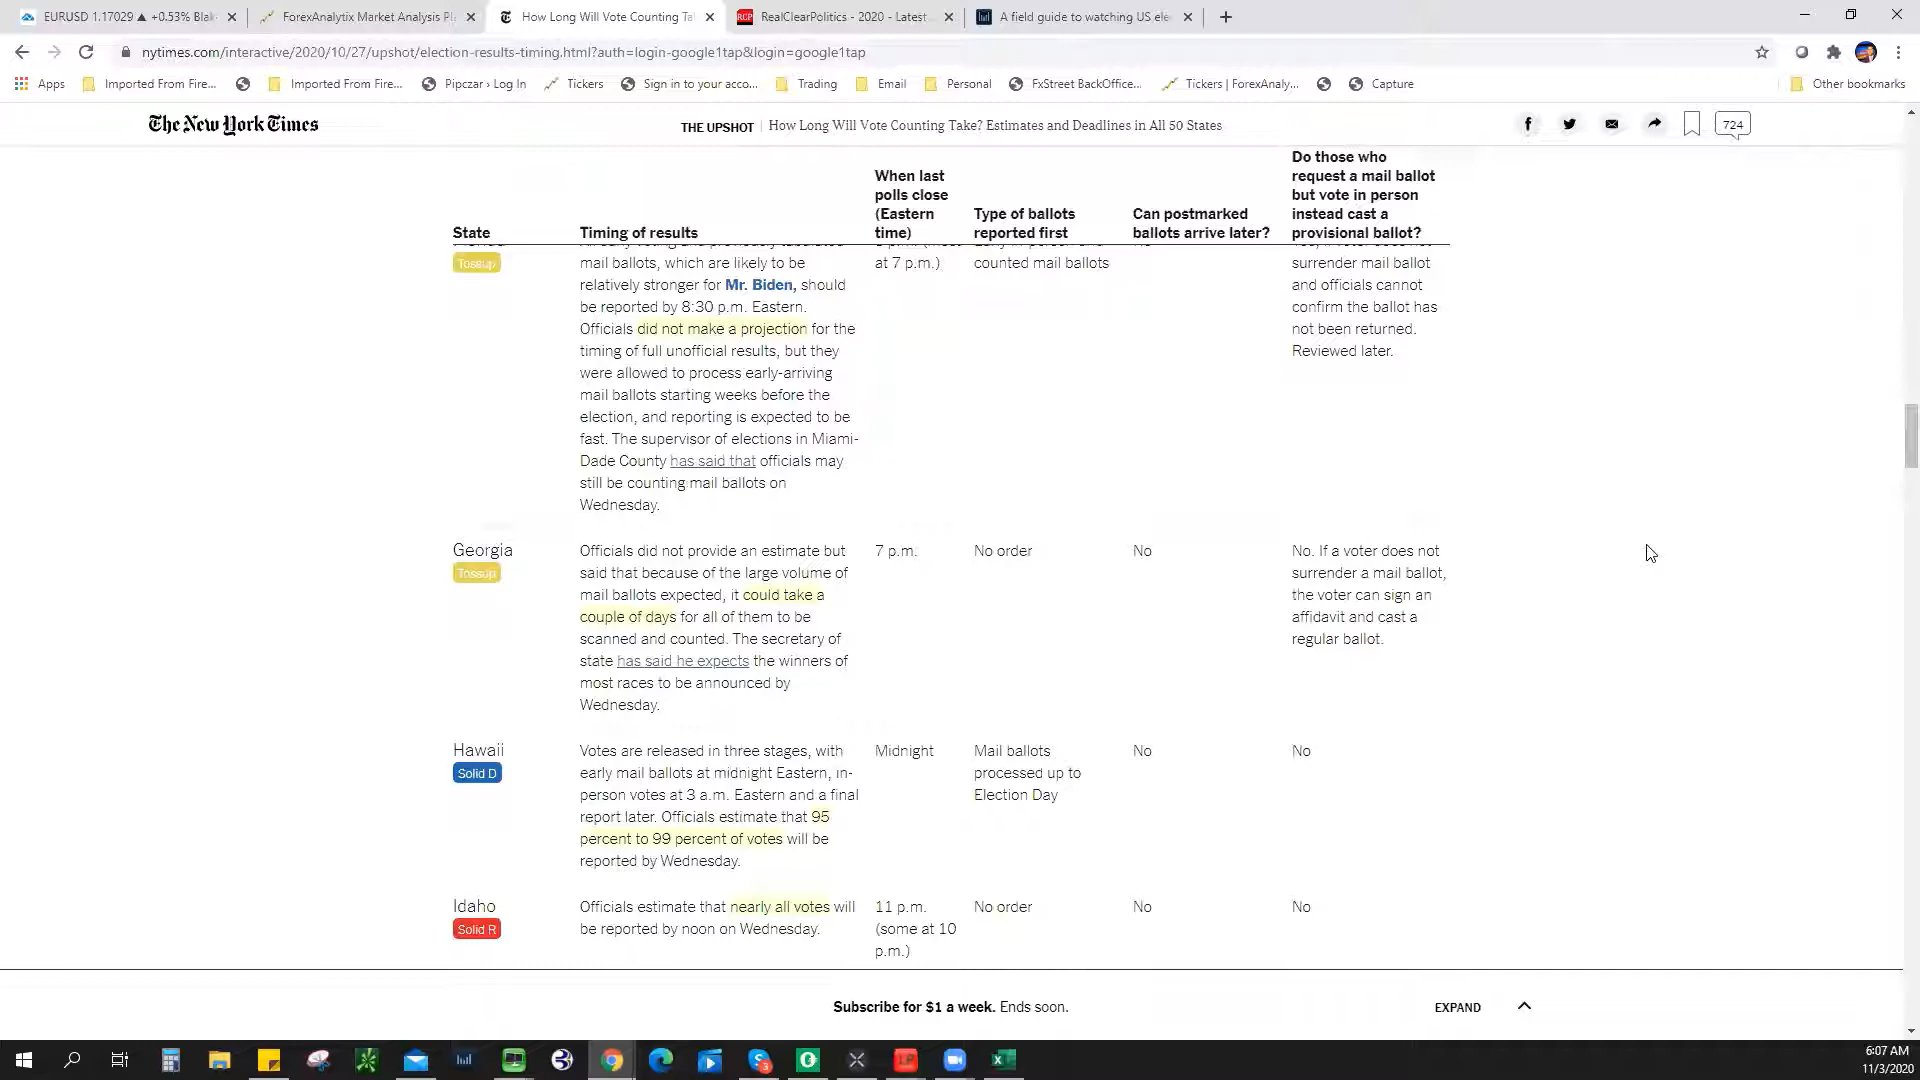 EURUSD 1.17029 ▲ +0.53% Blak
ForexAnalytix Market Analysis Pl
How Long Will Vote Counting Ta
RealClearPolitics - 2020 - Latest
A field guide to watching US ele
nytimes.com/interactive/2020/10/27/upshot/election-results-timing.html?auth=login-google1tap&login=google1tap
Apps
Imported From Fire...
Imported From Fire...
Pipczar › Log In
Tickers
Sign in to your acco...
Trading
Email
Personal
FxStreet BackOffice...
Tickers | ForexAnaly...
Capture
Other bookmarks
The New York Times
THE UPSHOT | How Long Will Vote Counting Take? Estimates and Deadlines in All 50 States
724
State
Timing of results
When last
polls close
(Eastern
time)
Type of ballots
reported first
Can postmarked
ballots arrive later?
Do those who
request a mail ballot
but vote in person
instead cast a
provisional ballot?
Tossup
mail ballots, which are likely to be
relatively stronger for Mr. Biden, should
be reported by 8:30 p.m. Eastern.
Officials did not make a projection for the
timing of full unofficial results, but they
were allowed to process early-arriving
mail ballots starting weeks before the
election, and reporting is expected to be
fast. The supervisor of elections in Miami-
Dade County has said that officials may
still be counting mail ballots on
Wednesday.
at 7 p.m.)
counted mail ballots
surrender mail ballot
and officials cannot
confirm the ballot has
not been returned.
Reviewed later.
Georgia
Tossup
Officials did not provide an estimate but
said that because of the large volume of
mail ballots expected, it could take a
couple of days for all of them to be
scanned and counted. The secretary of
state has said he expects the winners of
most races to be announced by
Wednesday.
7 p.m.
No order
No
No. If a voter does not
surrender a mail ballot,
the voter can sign an
affidavit and cast a
regular ballot.
Hawaii
Solid D
Votes are released in three stages, with
early mail ballots at midnight Eastern, in-
person votes at 3 a.m. Eastern and a final
report later. Officials estimate that 95
percent to 99 percent of votes will be
reported by Wednesday.
Midnight
Mail ballots
processed up to
Election Day
No
No
Idaho
Solid R
Officials estimate that nearly all votes will
be reported by noon on Wednesday.
11 p.m.
(some at 10
p.m.)
No order
No
No
Subscribe for $1 a week. Ends soon.
EXPAND
6:07 AM
11/3/2020